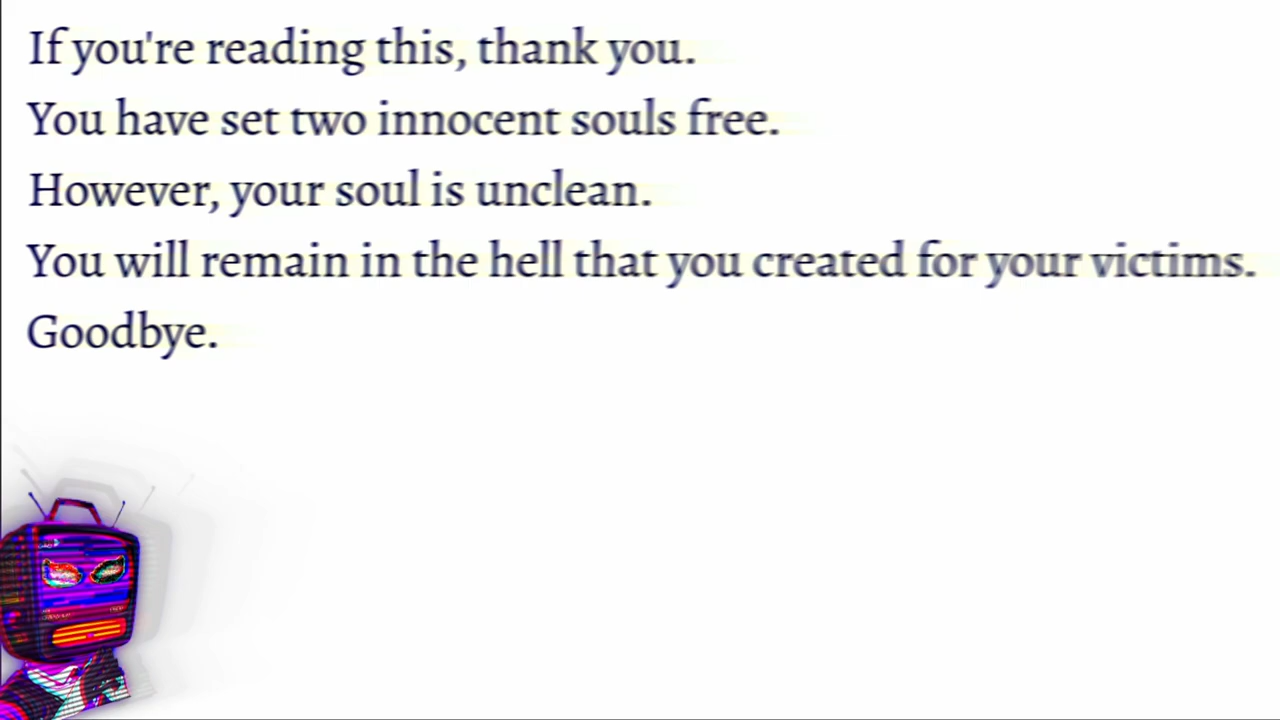 If you're reading this, thank you.
You have set two innocent souls free.
However, your soul is unclean.
You will remain in the hell that you created for your victims.
Goodbye.